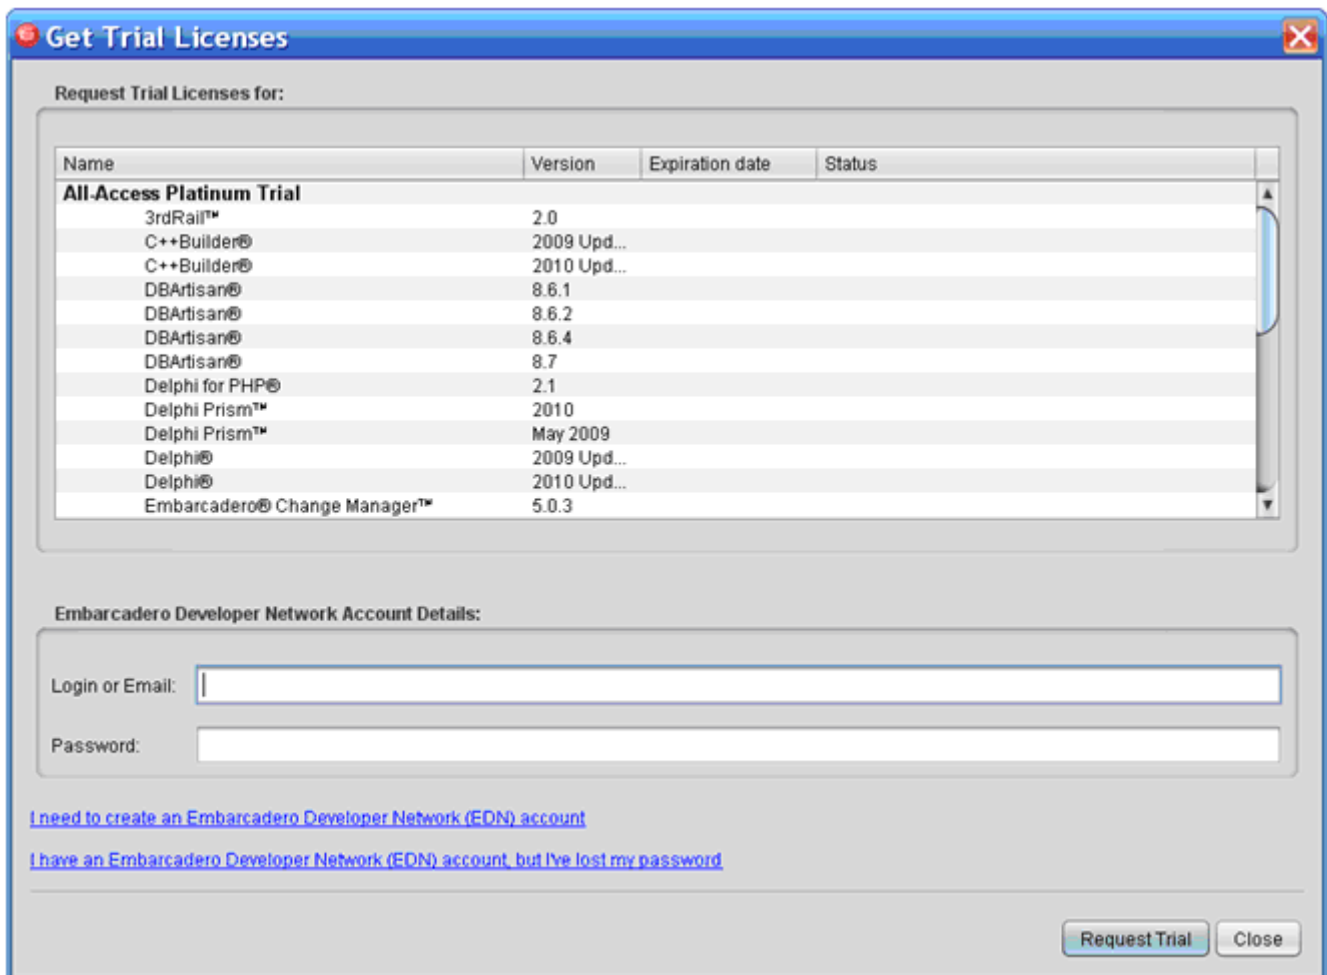 Get Trial Licenses
Request Trial Licenses for:
Name Version Expiration date Status
All-Access Platinum Trial
3rdRail™ 2.0
C++Builder® 2009 Upd...
C++Builder® 2010 Upd...
DBArtisan® 8.6.1
DBArtisan® 8.6.2
DBArtisan® 8.6.4
DBArtisan® 8.7
Delphi for PHP® 2.1
Delphi Prism™ 2010
Delphi Prism™ May 2009
Delphi® 2009 Upd...
Delphi® 2010 Upd...
Embarcadero® Change Manager™ 5.0.3
Embarcadero Developer Network Account Details:
Login or Email:
Password:
I need to create an Embarcadero Developer Network (EDN) account
I have an Embarcadero Developer Network (EDN) account, but I've lost my password
Request Trial Close